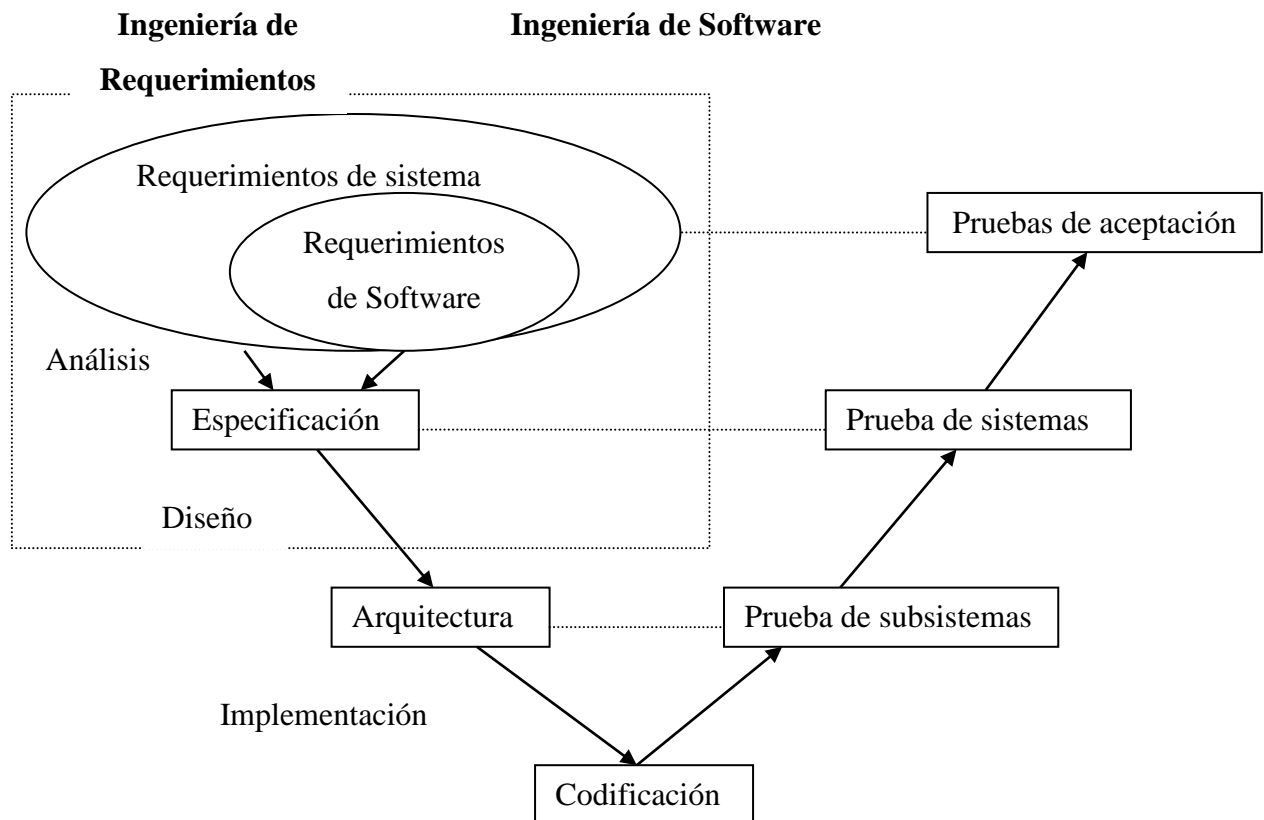 Ingeniería de
Requerimientos
Ingeniería de Software
Requerimientos de sistema
Requerimientos
de Software
Pruebas de aceptación
Análisis
Especificación
Prueba de sistemas
Diseño
Arquitectura
Prueba de subsistemas
Implementación
Codificación